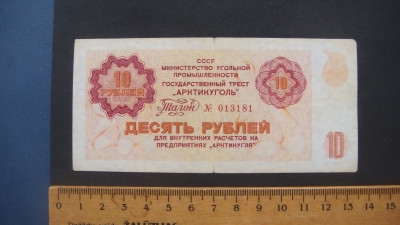 СССР
МИНИСТЕРСТВО УГОЛЬНОЙ
ПРОМЫШЛЕННОСТИ
ГОСУДАРСТВЕННЫЙ ТРЕСТ
"АРКТИКУГОЛЬ"
10
РУБЛЕЙ
10
Талон № 013181
ДЕСЯТЬ РУБЛЕЙ
ДЛЯ ВНУТРЕННИХ РАСЧЕТОВ НА
ПРЕДПРИЯТИЯХ "АРКТИКУГЛЯ"
10
0 1 2 3 4 5 6 7 8 9 10 11 12 13 14 15